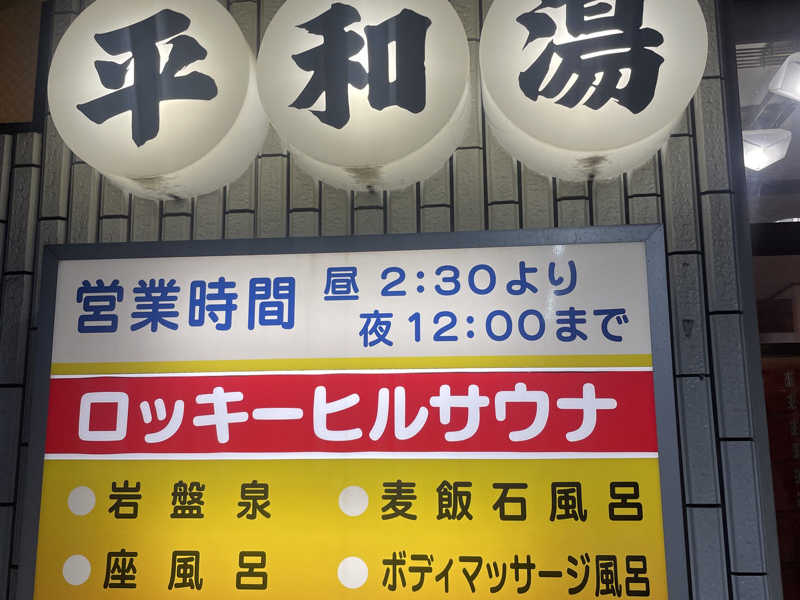 平和湯
営業時間 昼 2:30より
夜12:00まで
ロッキーヒルサウナ
岩盤泉 麦飯石風呂
座風呂 ボディマッサージ風呂